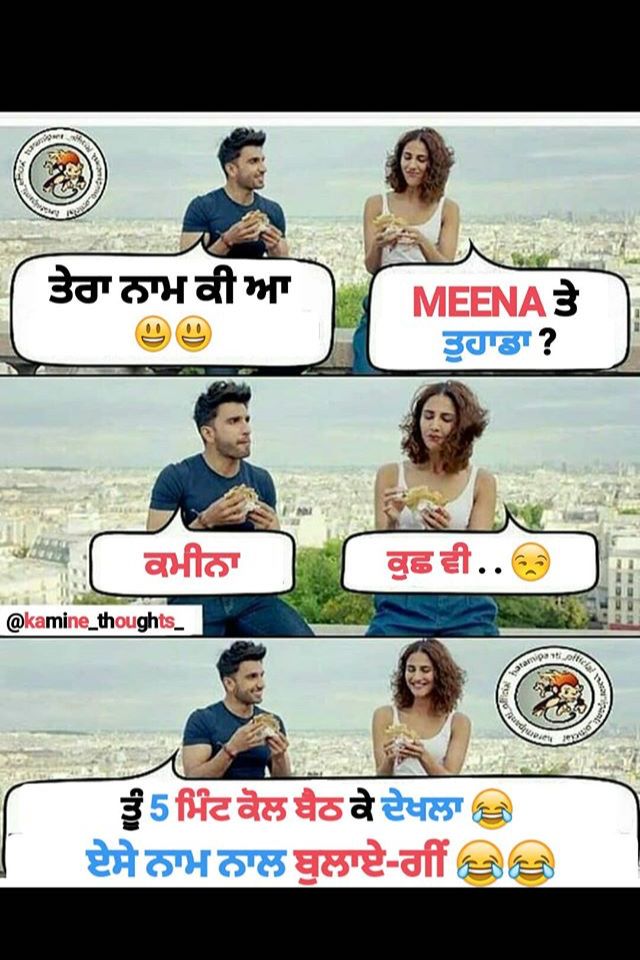 ਤੇਰਾ ਨਾਮ ਕੀ ਆ
😃😃
MEENA ਤੇ
ਤੁਹਾਡਾ ?
ਕਮੀਨਾ
ਕੁਛ ਵੀ . . 😒
@kamine_thoughts_
ਤੂੰ 5 ਮਿੰਟ ਕੋਲ ਬੈਠ ਕੇ ਦੇਖਲਾ 😂
ਏਸੇ ਨਾਮ ਨਾਲ ਬੁਲਾਏ-ਗੀਂ 😂😂